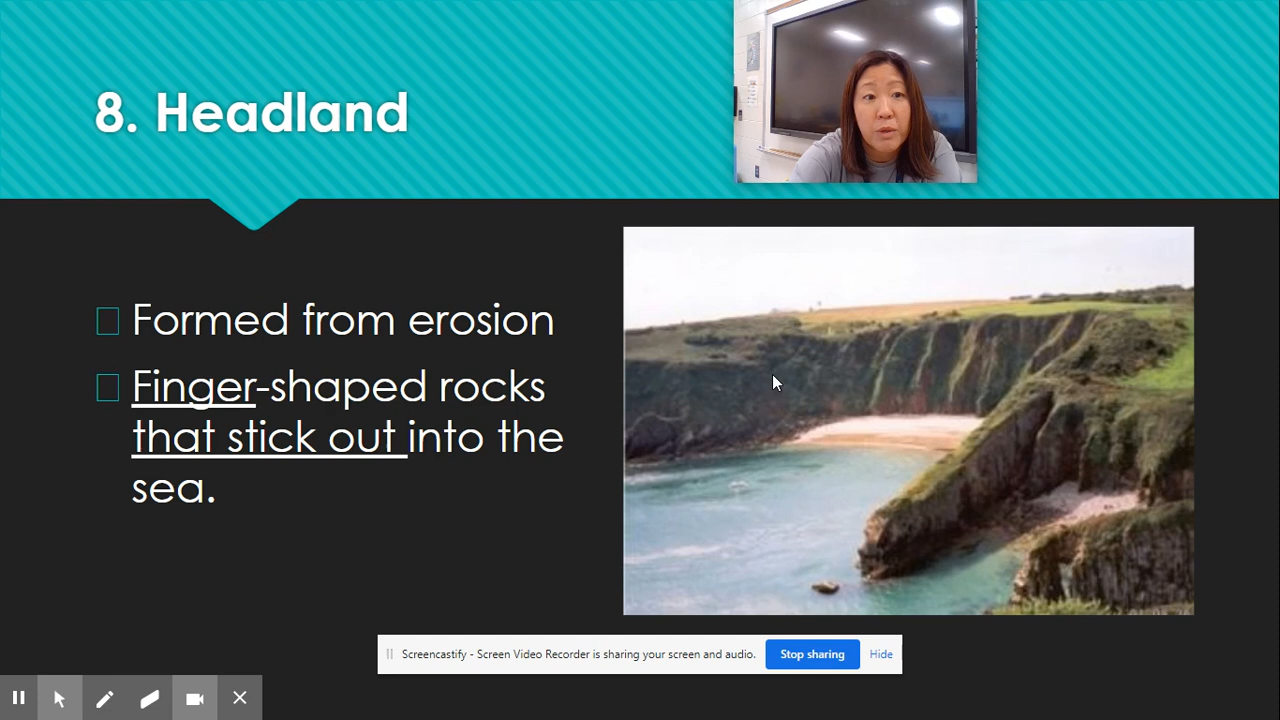 8. Headland
Formed from erosion
Finger-shaped rocks
that stick out into the
sea.
Screencastify - Screen Video Recorder is sharing your screen and audio.
Stop sharing
Hide